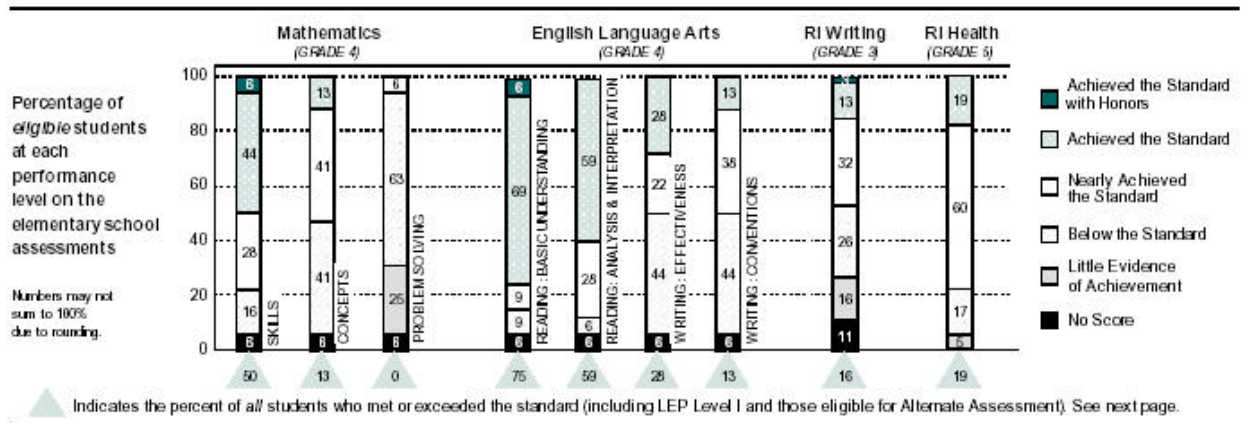 Mathematics
(GRADE 4)
English Language Arts
(GRADE 4)
RI Writing
(GRADE 3)
RI Health
(GRADE 5)
Percentage of
eligible students
at each
performance
level on the
elementary school
assessments
Numbers may not
sum to 100%
due to rounding.
100
80
60
40
20
0
6
44
28
16
6
SKILLS
13
41
41
6
CONCEPTS
6
63
25
6
PROBLEM SOLVING
6
69
9
9
6
READING : BASIC UNDERSTANDING
59
28
6
6
READING : ANALYSIS & INTERPRETATION
28
22
44
6
WRITING : EFFECTIVENESS
13
38
44
6
WRITING : CONVENTIONS
3
13
32
26
16
11
19
60
17
5
50
13
0
75
59
28
13
16
19
Achieved the Standard
with Honors
Achieved the Standard
Nearly Achieved
the Standard
Below the Standard
Little Evidence
of Achievement
No Score
Indicates the percent of all students who met or exceeded the standard (including LEP Level I and those eligible for Alternate Assessment). See next page.